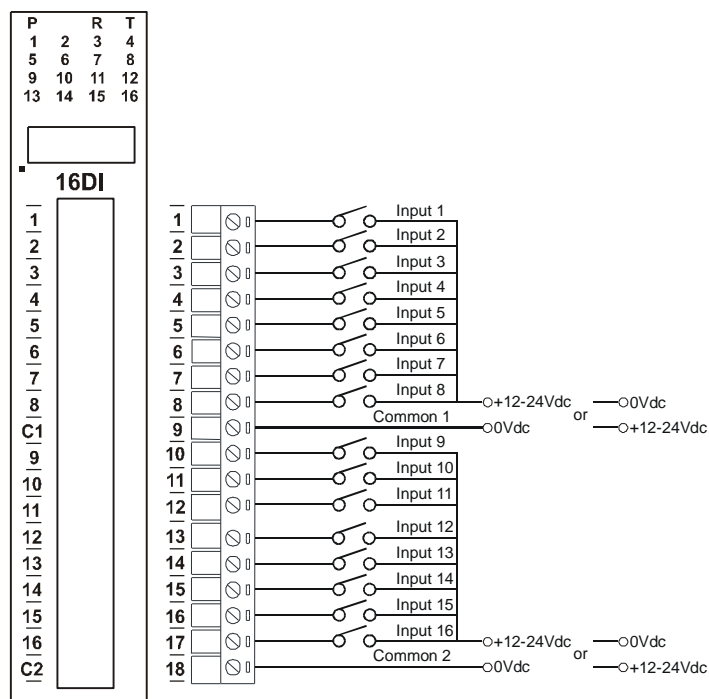 P R T
1 2 3 4
5 6 7 8
9 10 11 12
13 14 15 16
16DI
1
2
3
4
5
6
7
8
C1
9
10
11
12
13
14
15
16
C2
1 Input 1
2 Input 2
3 Input 3
4 Input 4
5 Input 5
6 Input 6
7 Input 7
8 Input 8 +12-24Vdc or 0Vdc
9 Common 1 0Vdc +12-24Vdc
10 Input 9
11 Input 10
12 Input 11
13 Input 12
14 Input 13
15 Input 14
16 Input 15
17 Input 16 +12-24Vdc or 0Vdc
18 Common 2 0Vdc +12-24Vdc